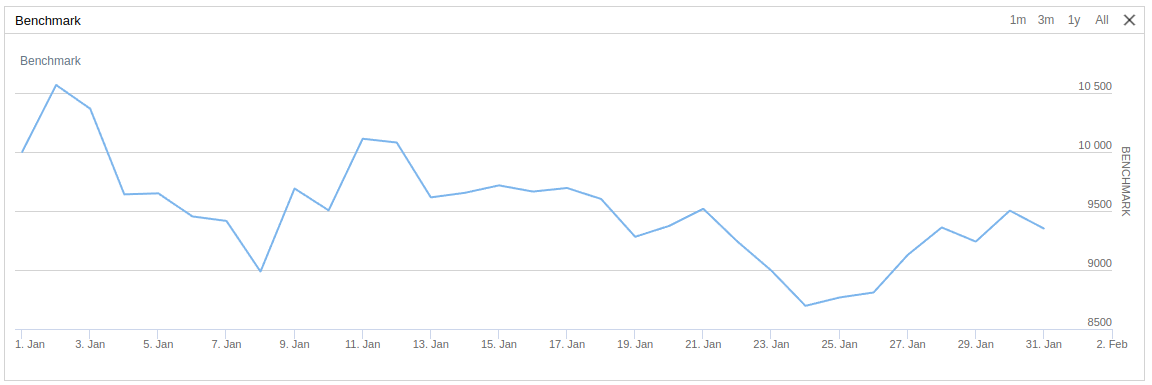 Benchmark
1m 3m 1y All
Benchmark
10 500
10 000
9500
9000
8500
BENCHMARK
1. Jan 3. Jan 5. Jan 7. Jan 9. Jan 11. Jan 13. Jan 15. Jan 17. Jan 19. Jan 21. Jan 23. Jan 25. Jan 27. Jan 29. Jan 31. Jan 2. Feb